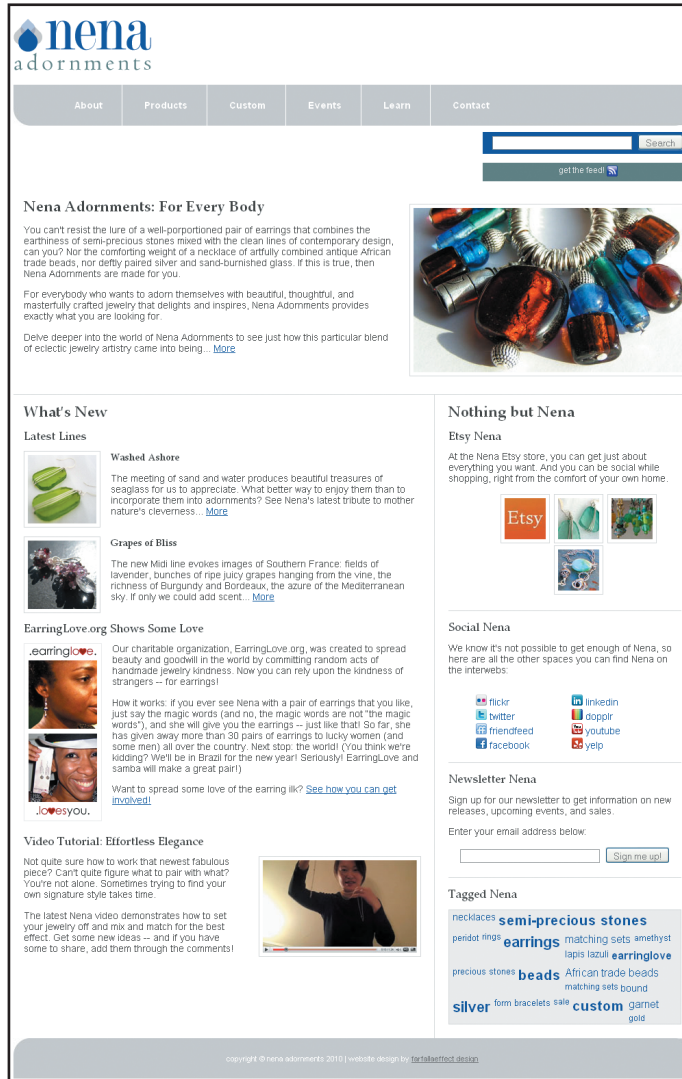 nena
adornments
About Products Custom Events Learn Contact
Search
get the feed!
Nena Adornments: For Every Body
You can't resist the lure of a well-porportioned pair of earrings that combines the
earthiness of semi-precious stones mixed with the clean lines of contemporary design,
can you? Nor the comforting weight of a necklace of artfully combined antique African
trade beads, nor deftly paired silver and sand-burnished glass. If this is true, then
Nena Adornments are made for you.
For everybody who wants to adorn themselves with beautiful, thoughtful, and
masterfully crafted jewelry that delights and inspires, Nena Adornments provides
exactly what you are looking for.
Delve deeper into the world of Nena Adornments to see just how this particular blend
of eclectic jewelry artistry came into being... More
What's New
Latest Lines
Washed Ashore
The meeting of sand and water produces beautiful treasures of
seaglass for us to appreciate. What better way to enjoy them than to
incorporate them into adornments? See Nena's latest tribute to mother
nature's cleverness... More
Grapes of Bliss
The new Midi line evokes images of Southern France: fields of
lavender, bunches of ripe juicy grapes hanging from the vine, the
richness of Burgundy and Bordeaux, the azure of the Mediterranean
sky. If only we could add scent... More
EarringLove.org Shows Some Love
.earringlove.
.lovesyou.
Our charitable organization, EarringLove.org, was created to spread
beauty and goodwill in the world by committing random acts of
handmade jewelry kindness. Now you can rely upon the kindness of
strangers -- for earrings!
How it works: if you ever see Nena with a pair of earrings that you like,
just say the magic words (and no, the magic words are not "the magic
words"), and she will give you the earrings -- just like that! So far, she
has given away more than 30 pairs of earrings to lucky women (and
some men) all over the country. Next stop: the world! (You think we're
kidding? We'll be in Brazil for the new year! Seriously! EarringLove and
samba will make a great pair!)
Want to spread some love of the earring ilk? See how you can get
involved!
Video Tutorial: Effortless Elegance
Not quite sure how to work that newest fabulous
piece? Can't quite figure what to pair with what?
You're not alone. Sometimes trying to find your
own signature style takes time.
The latest Nena video demonstrates how to set
your jewelry off and mix and match for the best
effect. Get some new ideas -- and if you have
some to share, add them through the comments!
Nothing but Nena
Etsy Nena
At the Nena Etsy store, you can get just about
everything you want. And you can be social while
shopping, right from the comfort of your own home.
Etsy
Social Nena
We know it's not possible to get enough of Nena, so
here are all the other spaces you can find Nena on
the interwebs:
flickr linkedin
twitter dopplr
friendfeed youtube
facebook yelp
Newsletter Nena
Sign up for our newsletter to get information on new
releases, upcoming events, and sales.
Enter your email address below:
Sign me up!
Tagged Nena
necklaces semi-precious stones
peridot rings earrings matching sets amethyst
lapis lazuli earringlove
precious stones beads African trade beads
matching sets bound
silver form bracelets sale custom garnet
gold
copyright © nena adornments 2010 | website design by farfallaeffect design